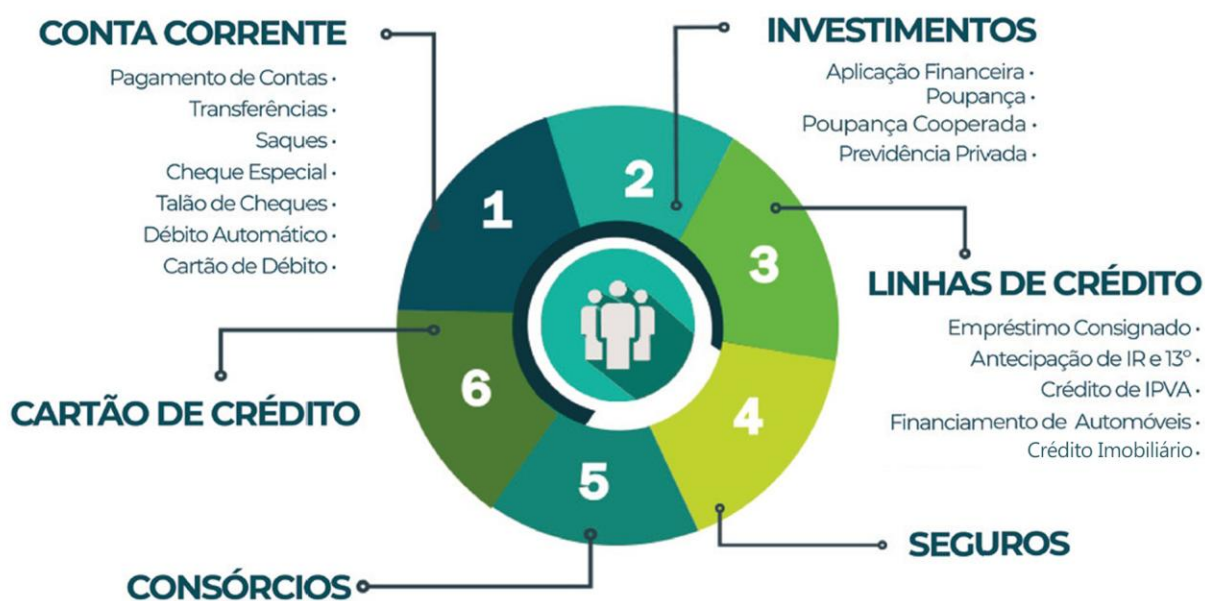 CONTA CORRENTE
Pagamento de Contas •
Transferências •
Saques •
Cheque Especial •
Talão de Cheques •
Débito Automático •
Cartão de Débito •
INVESTIMENTOS
Aplicação Financeira •
Poupança •
Poupança Cooperada •
Previdência Privada •
1
2
3
LINHAS DE CRÉDITO
Empréstimo Consignado •
Antecipação de IR e 13º •
Crédito de IPVA •
Financiamento de Automóveis •
Crédito Imobiliário •
CARTÃO DE CRÉDITO
6
4
5
SEGUROS
CONSÓRCIOS